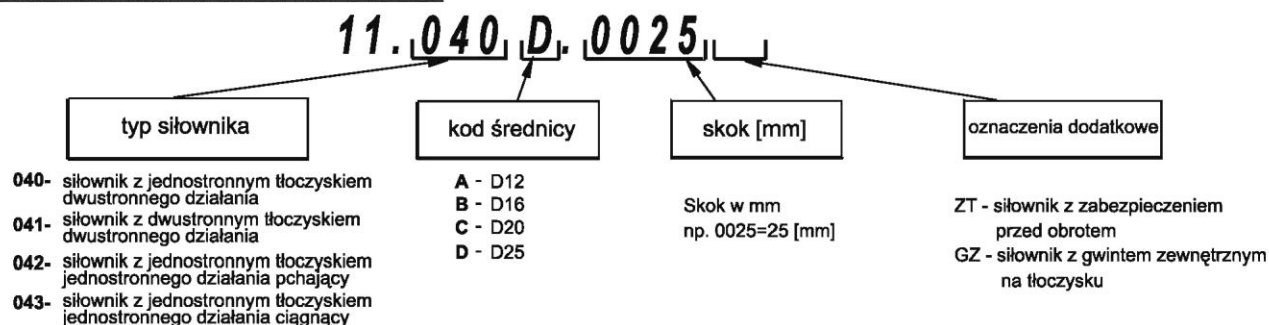 11.040D.0025
typ siłownika
kod średnicy
skok [mm]
oznaczenia dodatkowe
040- siłownik z jednostronnym tłoczyskiem
dwustronnego działania
041- siłownik z dwustronnym tłoczyskiem
dwustronnego działania
042- siłownik z jednostronnym tłoczyskiem
jednostronnego działania pchający
043- siłownik z jednostronnym tłoczyskiem
jednostronnego działania ciągnący
A - D12
B - D16
C - D20
D - D25
Skok w mm
np. 0025=25 [mm]
ZT - siłownik z zabezpieczeniem
przed obrotem
GZ - siłownik z gwintem zewnętrznym
na tłoczysku